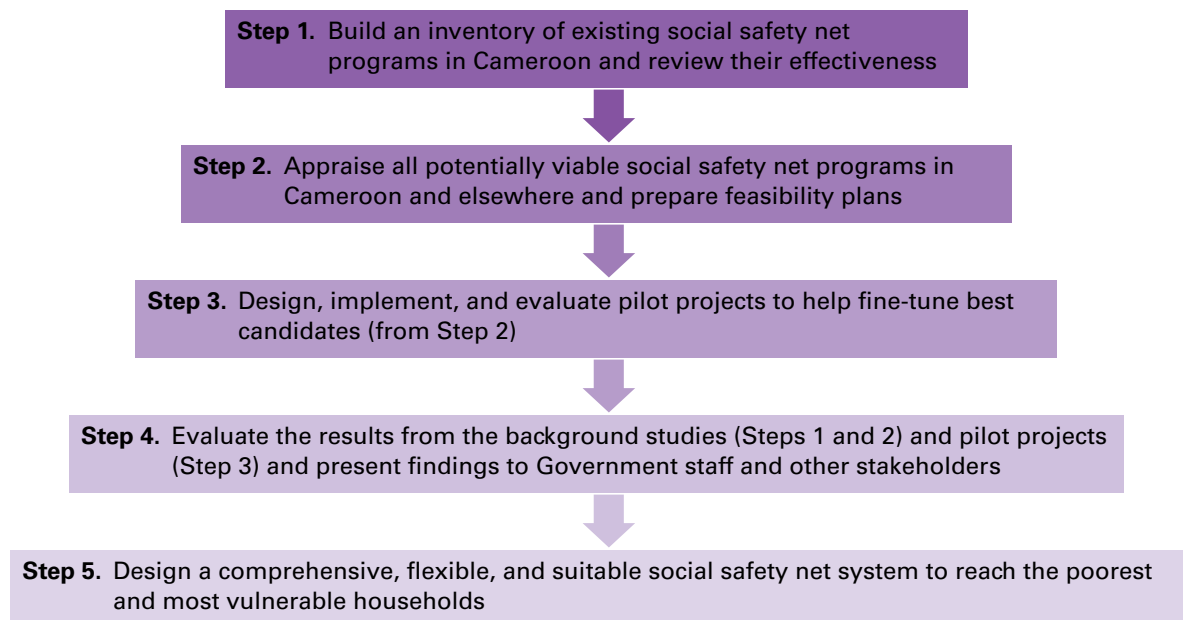 Step 1. Build an inventory of existing social safety net
programs in Cameroon and review their effectiveness
Step 2. Appraise all potentially viable social safety net programs in
Cameroon and elsewhere and prepare feasibility plans
Step 3. Design, implement, and evaluate pilot projects to help fine-tune best
candidates (from Step 2)
Step 4. Evaluate the results from the background studies (Steps 1 and 2) and pilot projects
(Step 3) and present findings to Government staff and other stakeholders
Step 5. Design a comprehensive, flexible, and suitable social safety net system to reach the poorest
and most vulnerable households